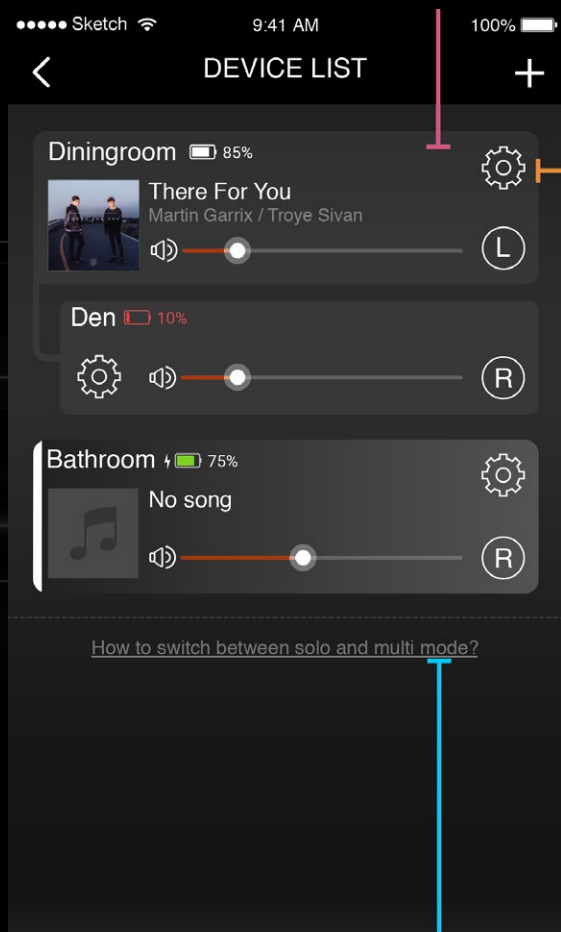 Sketch 9:41 AM 100%
DEVICE LIST
Diningroom 85%
There For You
Martin Garrix / Troye Sivan
L
Den 10%
R
Bathroom 75%
No song
R
How to switch between solo and multi mode?